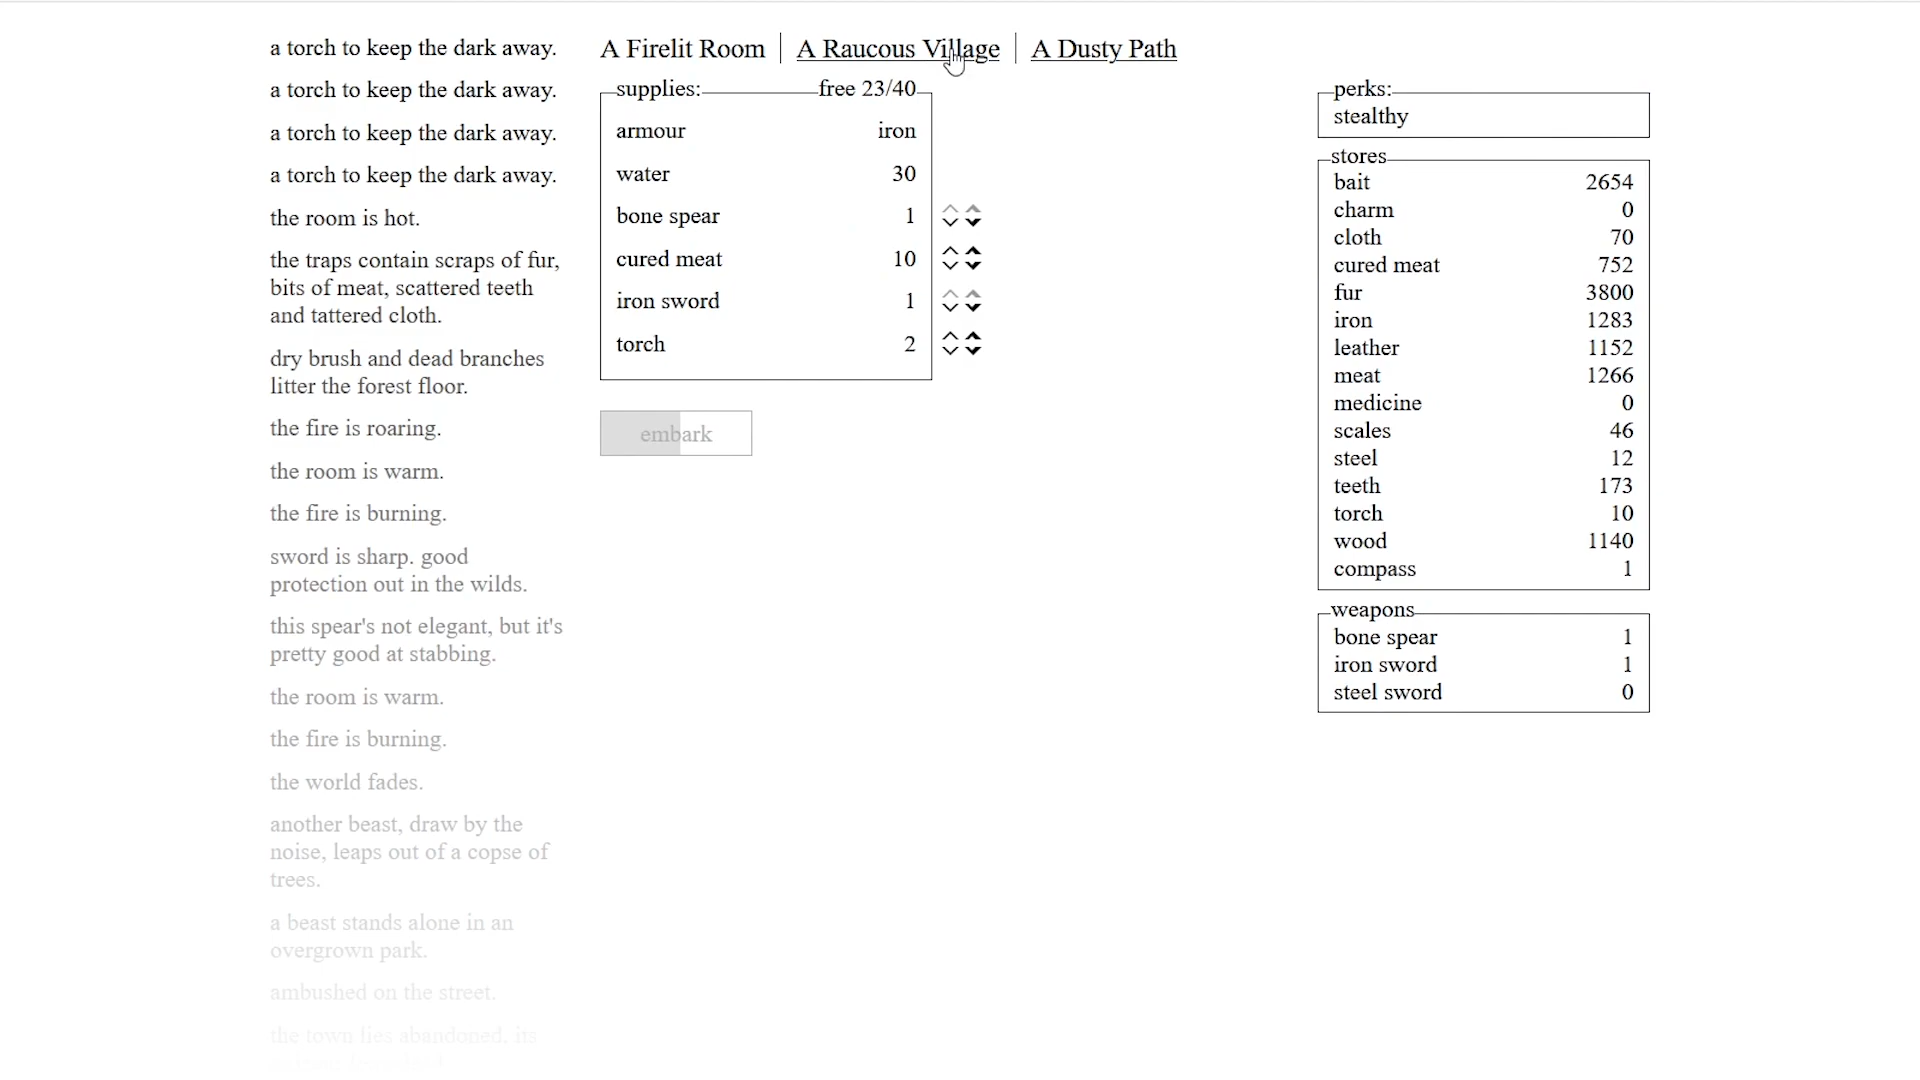 a torch to keep the dark away.
a torch to keep the dark away.
a torch to keep the dark away.
a torch to keep the dark away.
the room is hot.
the traps contain scraps of fur,
bits of meat, scattered teeth
and tattered cloth.
dry brush and dead branches
litter the forest floor.
the fire is roaring.
the room is warm.
the fire is burning.
sword is sharp. good
protection out in the wilds.
this spear's not elegant, but it's
pretty good at stabbing.
the room is warm.
the fire is burning.
the world fades.
another beast, draw by the
noise, leaps out of a copse of
trees.
a beast stands alone in an
overgrown park.
ambushed on the street.
the town lies abandoned, its
A Firelit Room | A Raucous Village | A Dusty Path
supplies: free 23/40
armour iron
water 30
bone spear 1
cured meat 10
iron sword 1
torch 2
embark
perks:
stealthy
stores
bait 2654
charm 0
cloth 70
cured meat 752
fur 3800
iron 1283
leather 1152
meat 1266
medicine 0
scales 46
steel 12
teeth 173
torch 10
wood 1140
compass 1
weapons
bone spear 1
iron sword 1
steel sword 0